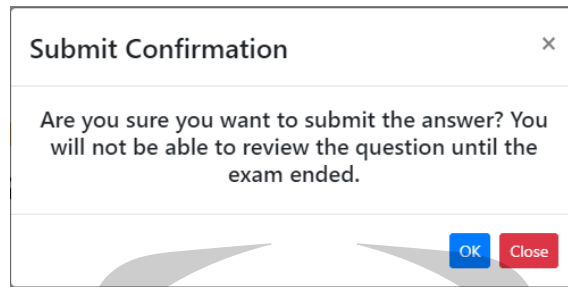 Submit Confirmation ×
Are you sure you want to submit the answer? You
will not be able to review the question until the
exam ended.
OK Close